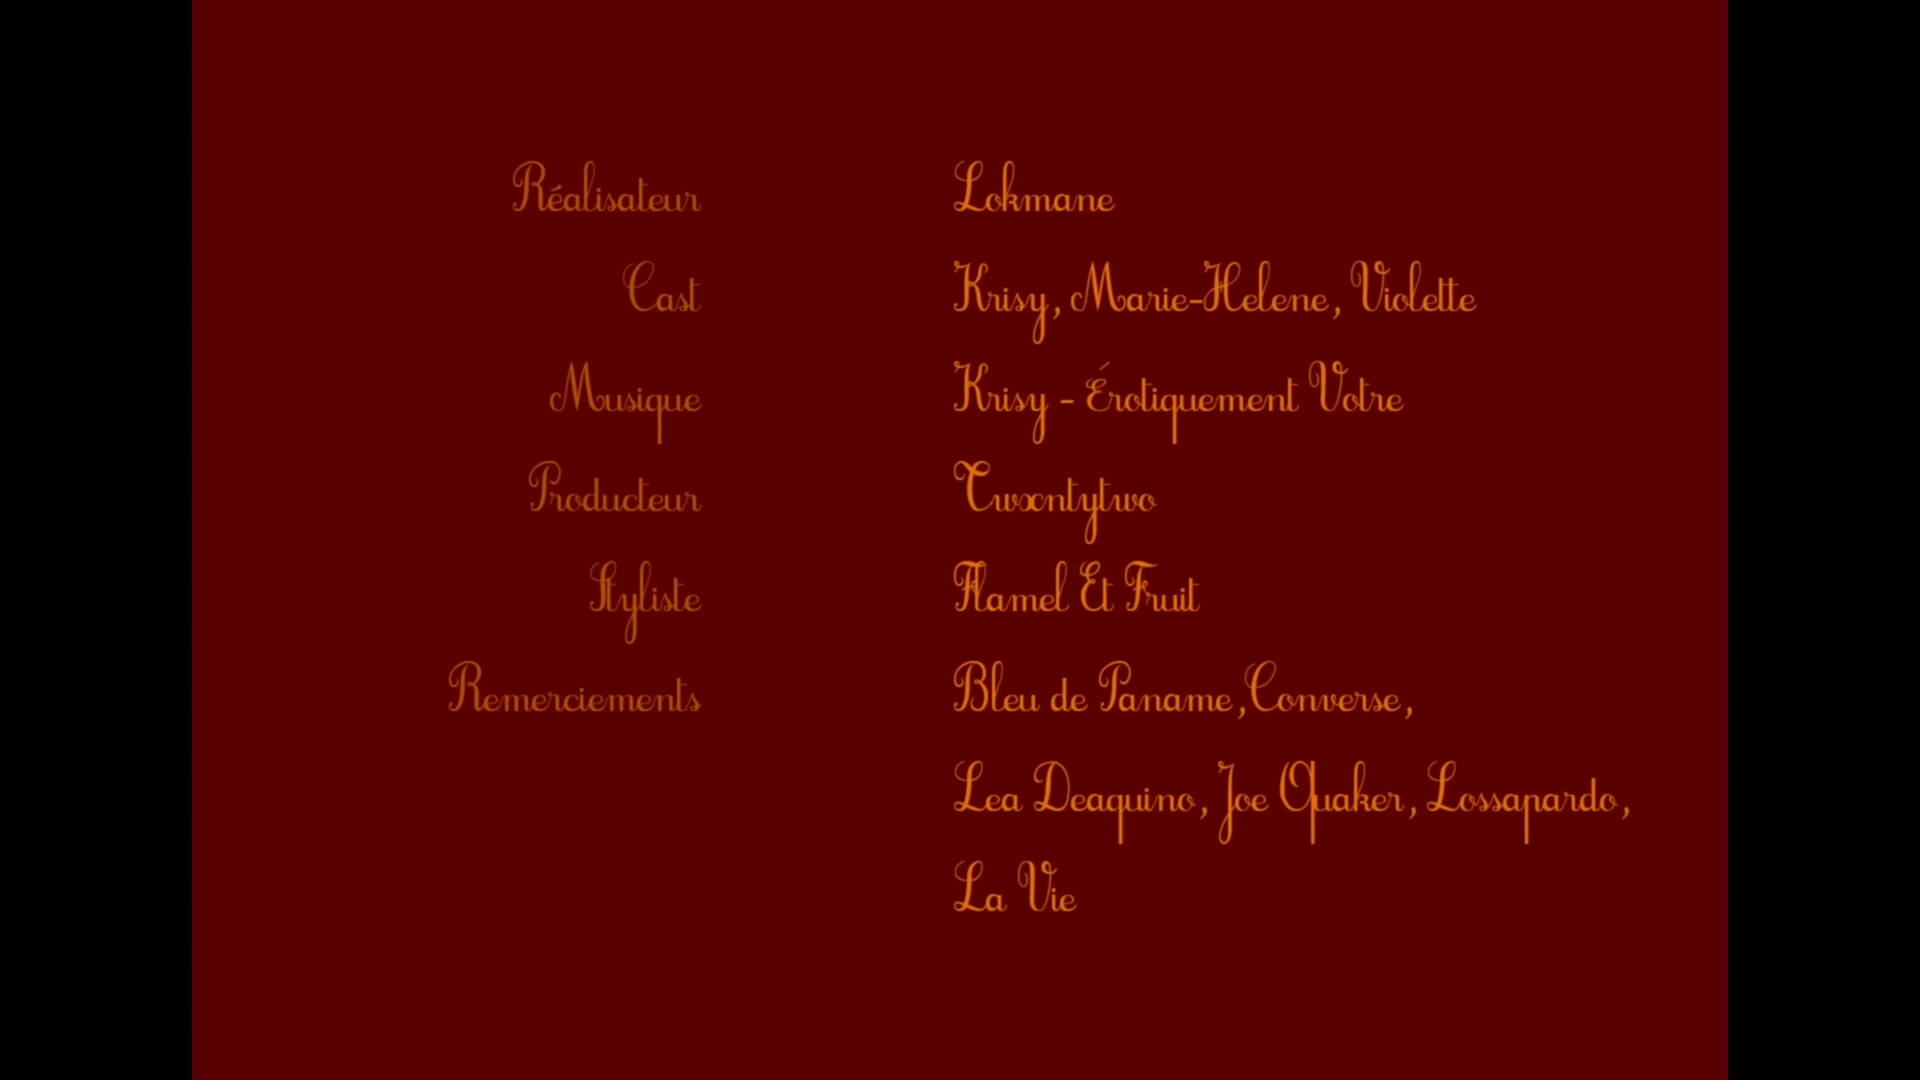 Réalisateur Lokmane
Cast Krisy, Marie-Helene, Violette
Musique Krisy - Érotiquement Votre
Producteur Twxntytwo
Styliste Flamel Et Fruit
Remerciements Bleu de Paname,Converse,
Lea Deaquino, Joe Quaker, Lossapardo,
La Vie